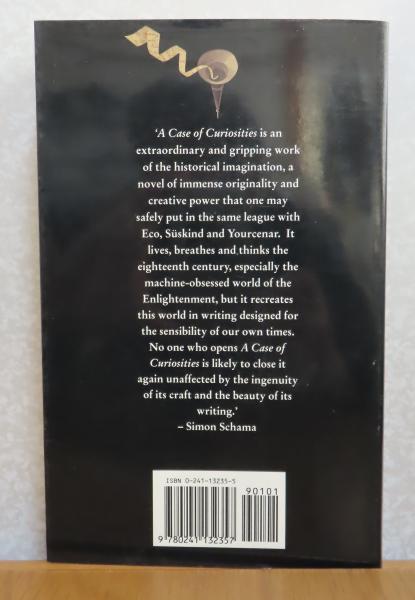 ‘A Case of Curiosities is an
extraordinary and gripping work
of the historical imagination, a
novel of immense originality and
creative power that one may
safely put in the same league with
Eco, Süskind and Yourcenar. It
lives, breathes and thinks the
eighteenth century, especially the
machine-obsessed world of the
Enlightenment, but it recreates
this world in writing designed for
the sensibility of our own times.
No one who opens A Case of
Curiosities is likely to close it
again unaffected by the ingenuity
of its craft and the beauty of its
writing.’
– Simon Schama
ISBN 0-241-13235-5
90101
9 780241 132357